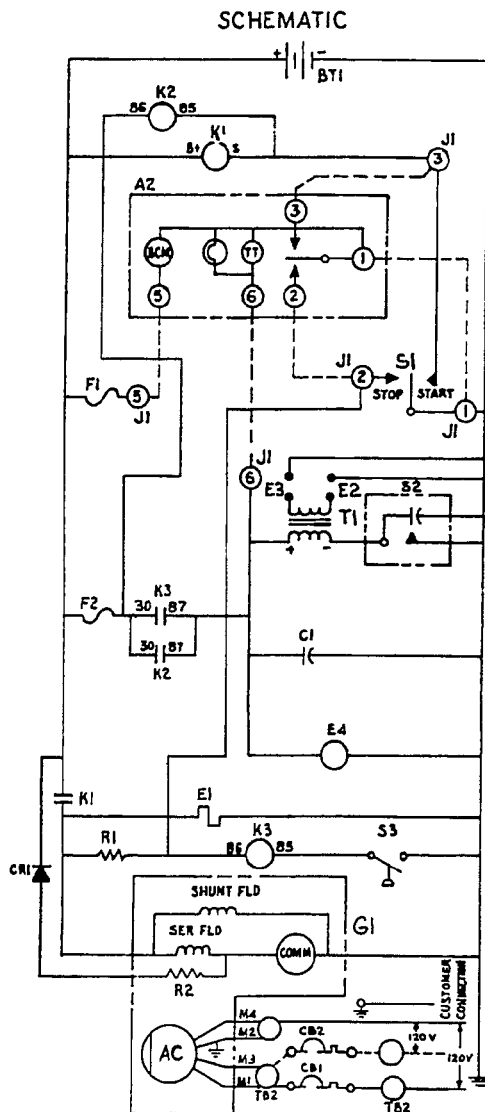 SCHEMATIC
+ -
BT1
K2
B6 B5
K1
B+ S
J1
3
A2
3
BCM TT 1
5 6 2
J1
S1
2
STOP START
F1
5
J1
1
J1
J1
6
E3 E2 S2
T1
+ -
K3
F2 30 87
30 87
K2
C1
E4
K1
E1
R1 K3 S3
86 85
CR1
SHUNT FLD
G1
SER FLD
COMM
R2
CUSTOMER CONNECTION
M4
M2
CB2 120V
AC
M3
CB1 120V
M1
TB2 TB2